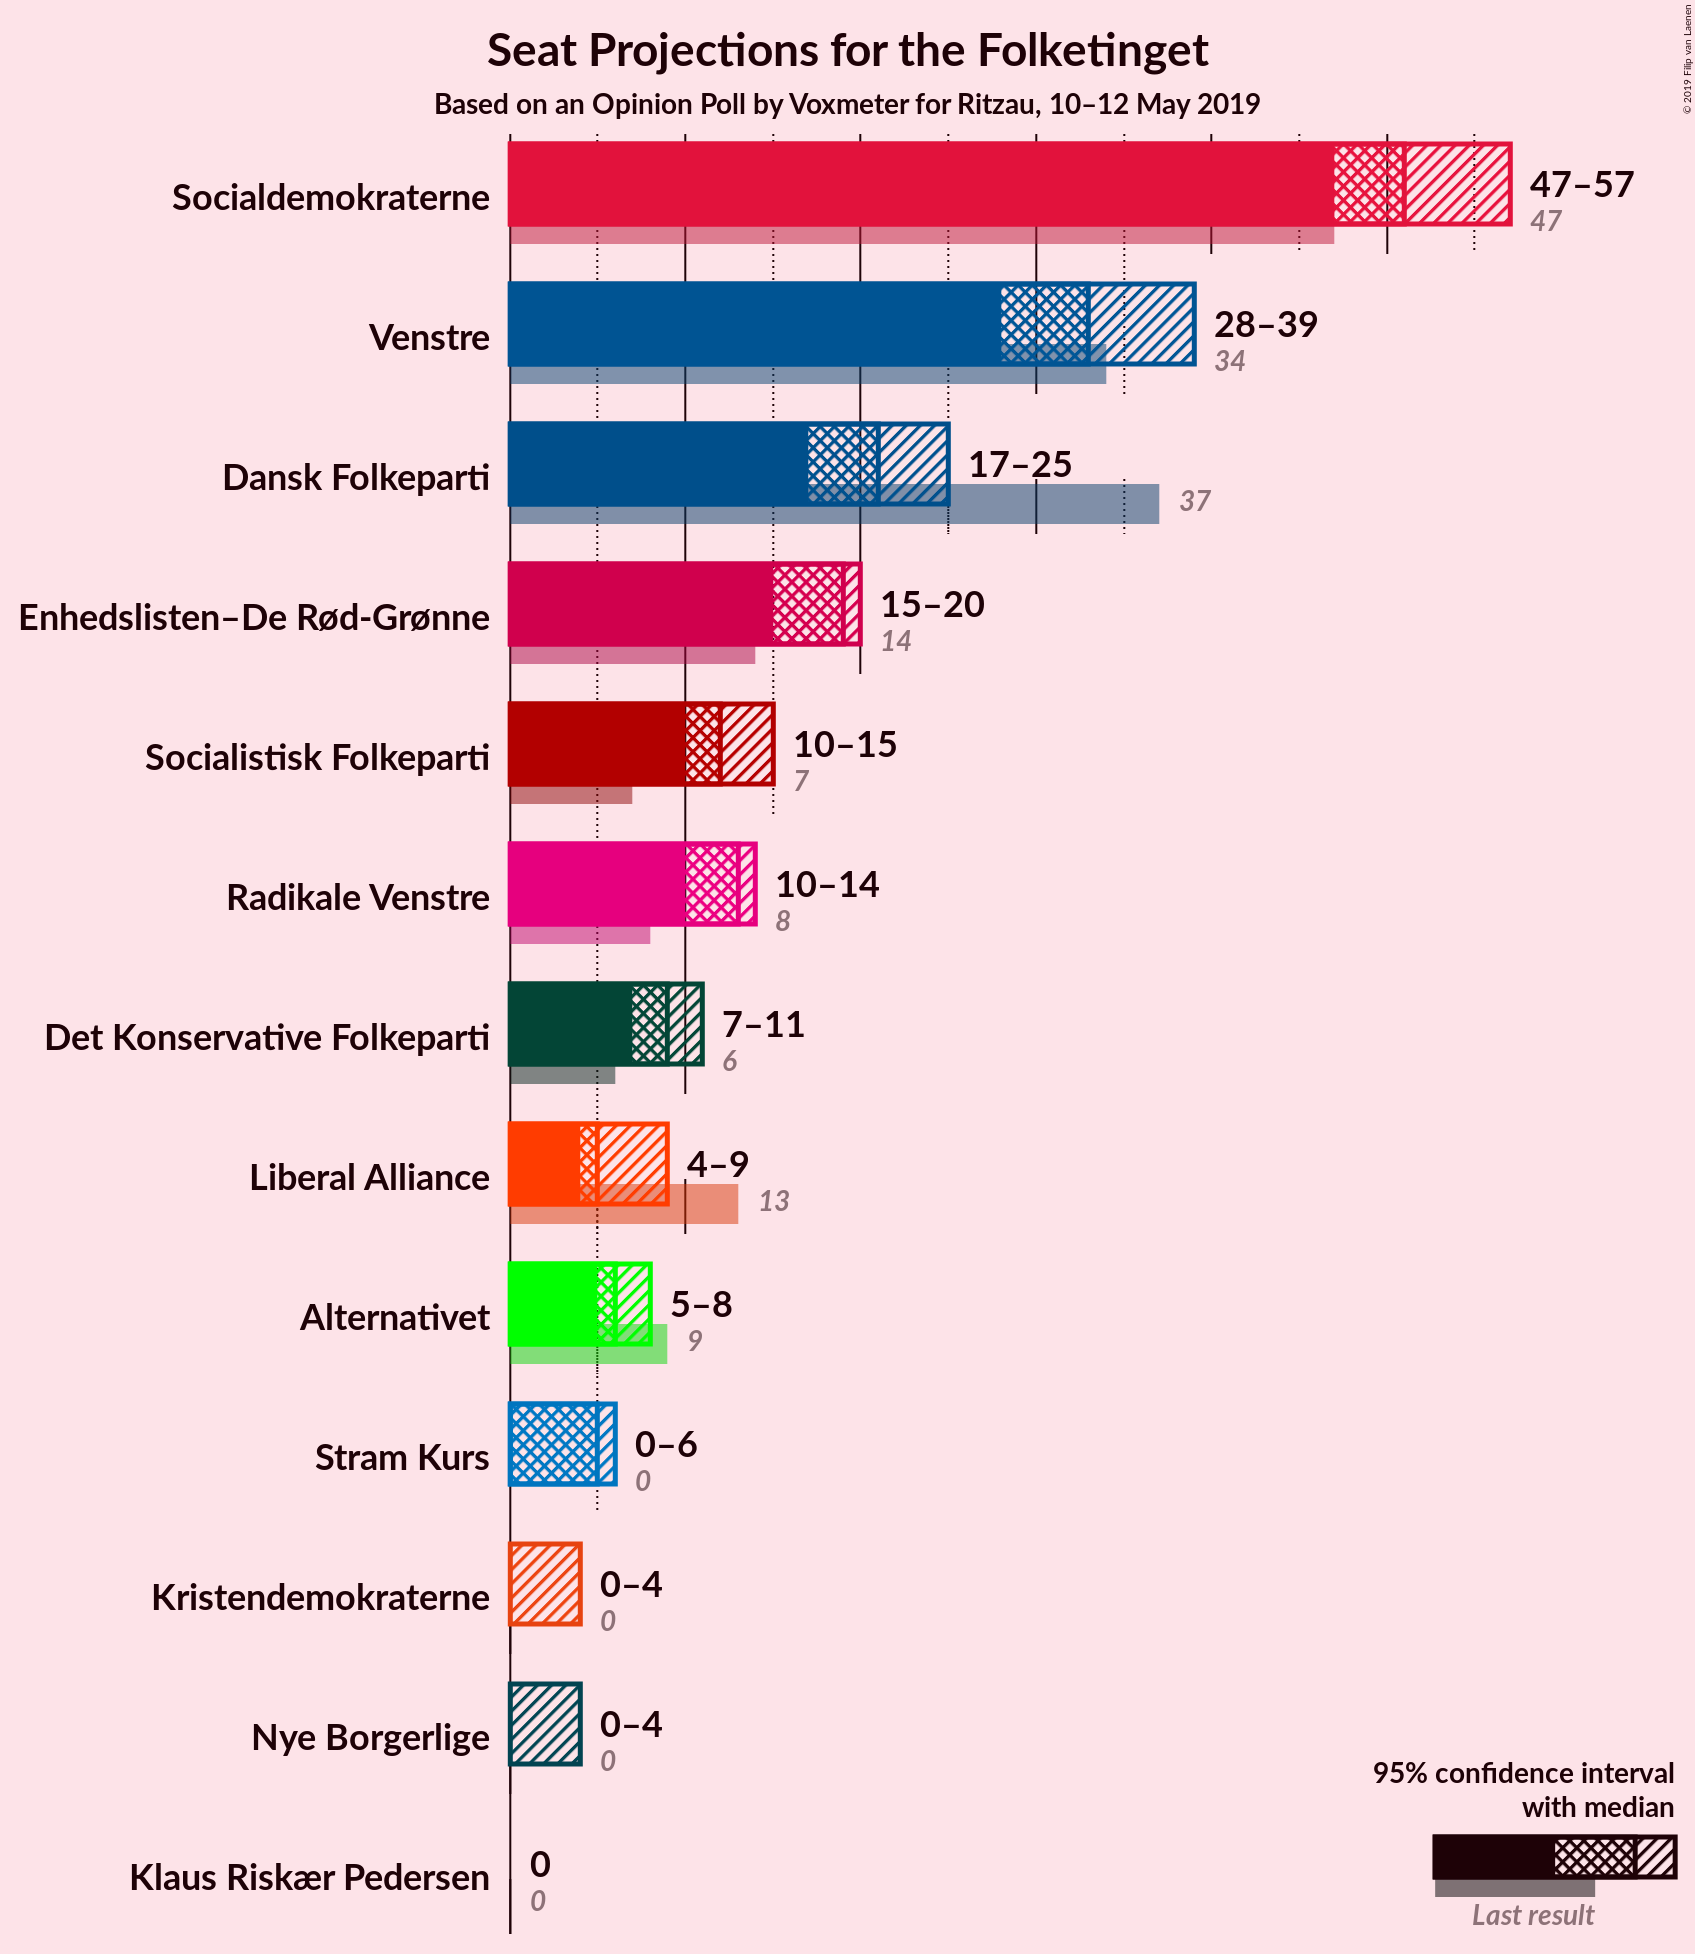 Seat Projections for the Folketinget
Based on an Opinion Poll by Voxmeter for Ritzau, 10–12 May 2019
© 2019 Filip van Laenen
Socialdemokraterne
47–57
47
Venstre
28–39
34
Dansk Folkeparti
17–25
37
Enhedslisten–De Rød-Grønne
15–20
14
Socialistisk Folkeparti
10–15
7
Radikale Venstre
10–14
8
Det Konservative Folkeparti
7–11
6
Liberal Alliance
4–9
13
Alternativet
5–8
9
Stram Kurs
0–6
0
Kristendemokraterne
0–4
0
Nye Borgerlige
0–4
0
Klaus Riskær Pedersen
0
0
95% confidence interval
with median
Last result